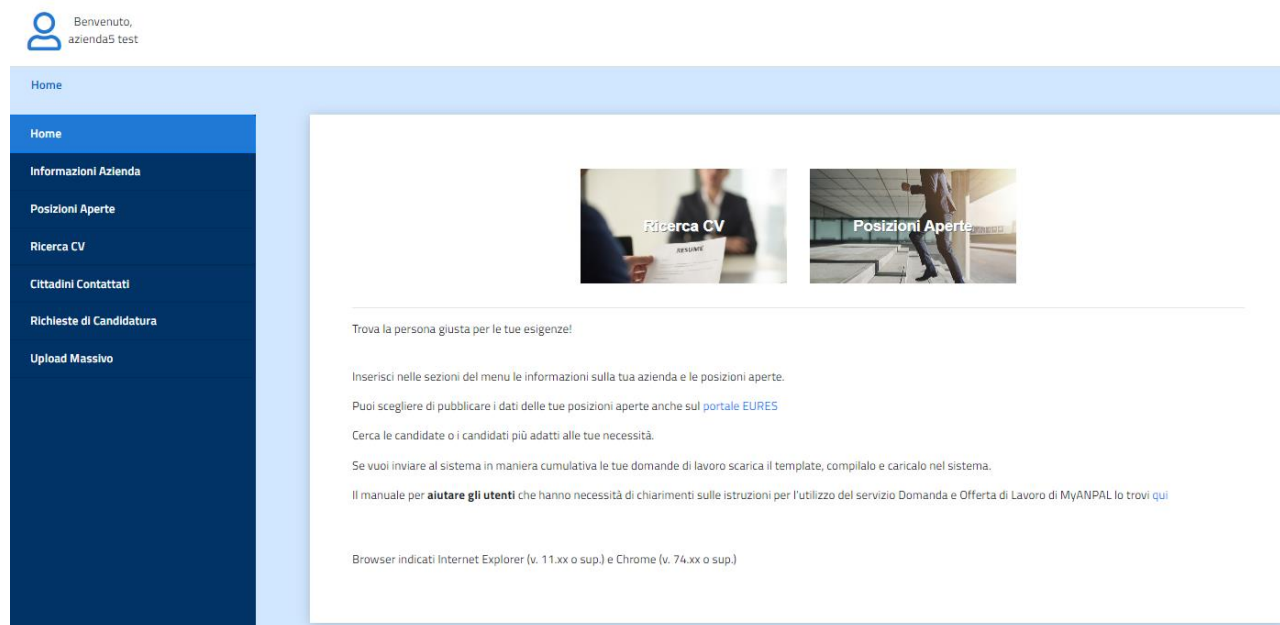 Benvenuto,
azienda5 test
Home
Home
Informazioni Azienda
Posizioni Aperte
Ricerca CV
Cittadini Contattati
Richieste di Candidatura
Upload Massivo
Ricerca CV
RESUME
Posizioni Aperte
Trova la persona giusta per le tue esigenze!
Inserisci nelle sezioni del menu le informazioni sulla tua azienda e le posizioni aperte.
Puoi scegliere di pubblicare i dati delle tue posizioni aperte anche sul portale EURES
Cerca le candidate o i candidati più adatti alle tue necessità.
Se vuoi inviare al sistema in maniera cumulativa le tue domande di lavoro scarica il template, compilalo e caricalo nel sistema.
Il manuale per aiutare gli utenti che hanno necessità di chiarimenti sulle istruzioni per l'utilizzo del servizio Domanda e Offerta di Lavoro di MyANPAL lo trovi qui
Browser indicati Internet Explorer (v. 11.xx o sup.) e Chrome (v. 74.xx o sup.)